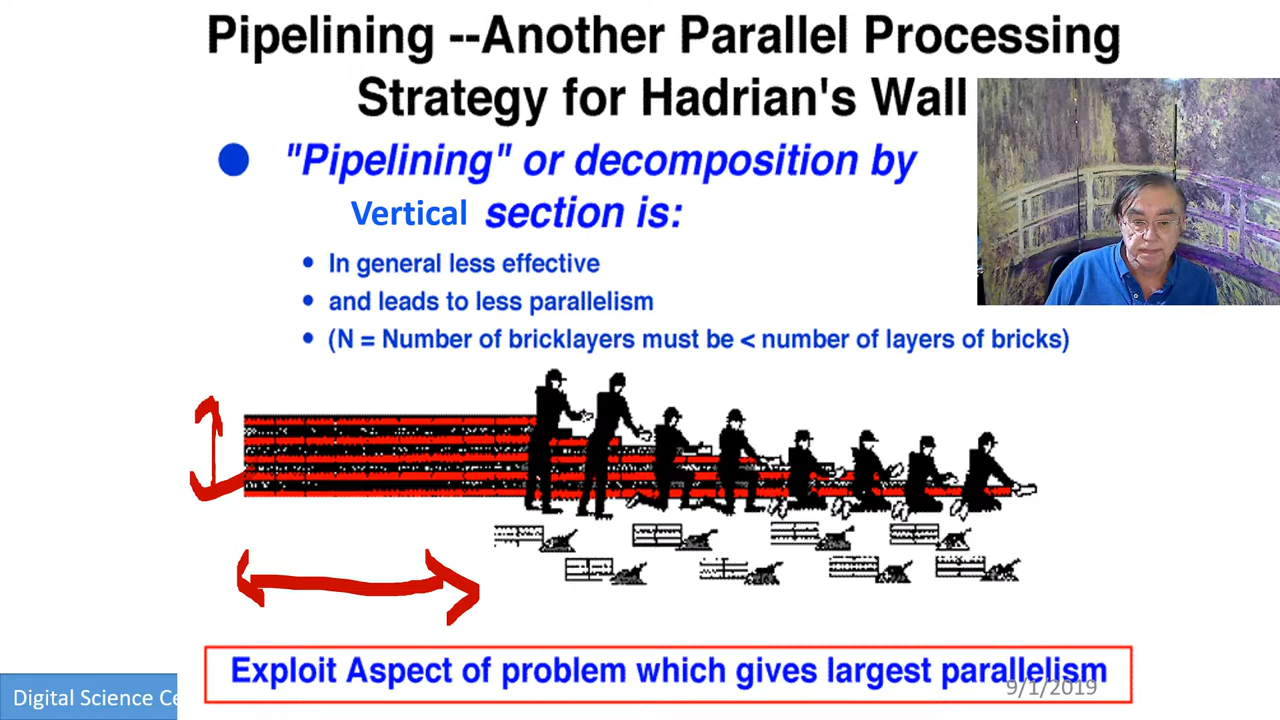 Pipelining --Another Parallel Processing
Strategy for Hadrian's Wall
"Pipelining" or decomposition by
Vertical section is:
In general less effective
and leads to less parallelism
(N = Number of bricklayers must be < number of layers of bricks)
Exploit Aspect of problem which gives largest parallelism
9/1/2019
Digital Science Ce